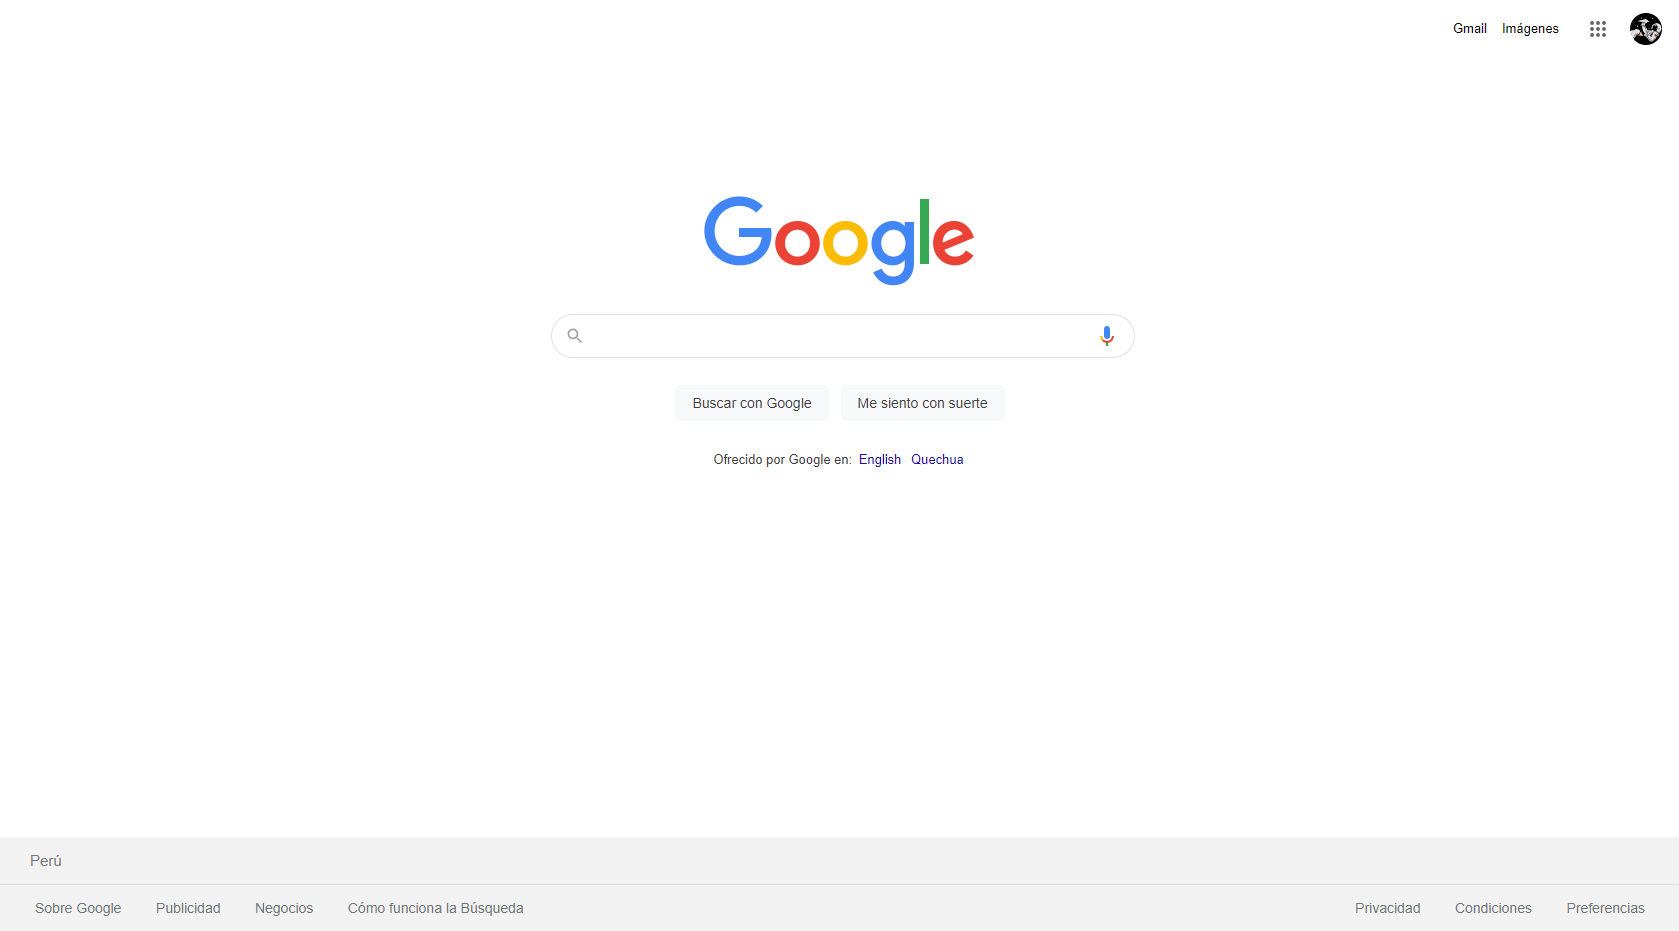 Gmail Imágenes
Google
Buscar con Google Me siento con suerte
Ofrecido por Google en: English Quechua
Perú
Sobre Google Publicidad Negocios Cómo funciona la Búsqueda Privacidad Condiciones Preferencias